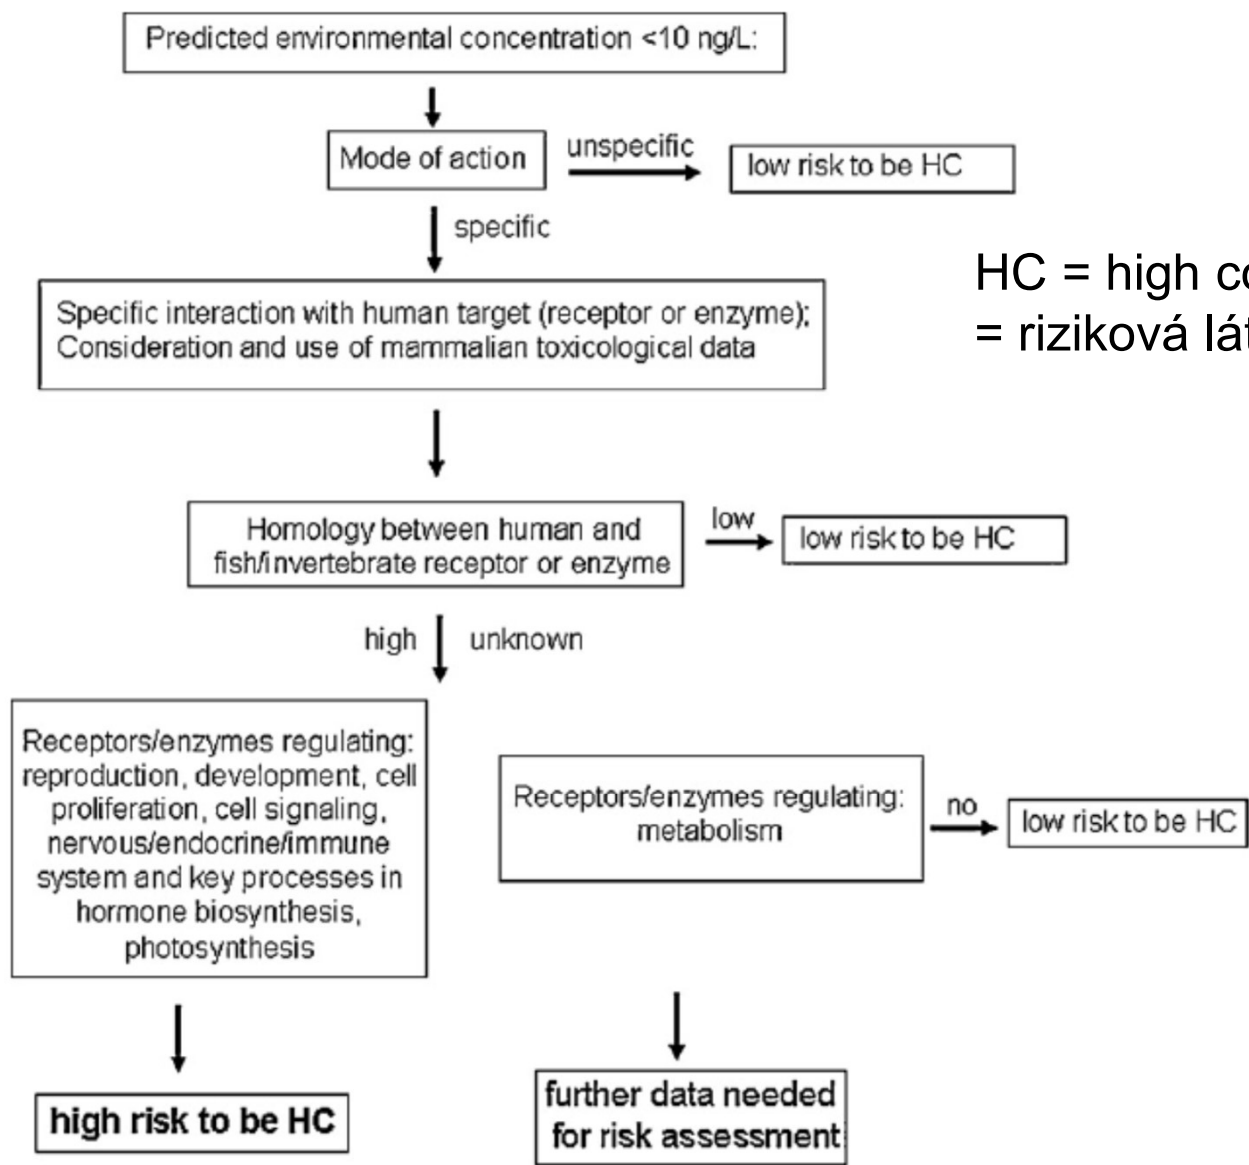 Predicted environmental concentration <10 ng/L:
Mode of action
unspecific
low risk to be HC
specific
HC = high
= riziková
Specific interaction with human target (receptor or enzyme);
Consideration and use of mammalian toxicological data
Homology between human and
fish/invertebrate receptor or enzyme
low
low risk to be HC
high
unknown
Receptors/enzymes regulating:
reproduction, development, cell
proliferation, cell signaling,
nervous/endocrine/immune
system and key processes in
hormone biosynthesis,
photosynthesis
Receptors/enzymes regulating:
metabolism
no
low risk to be HC
high risk to be HC
further data needed
for risk assessment